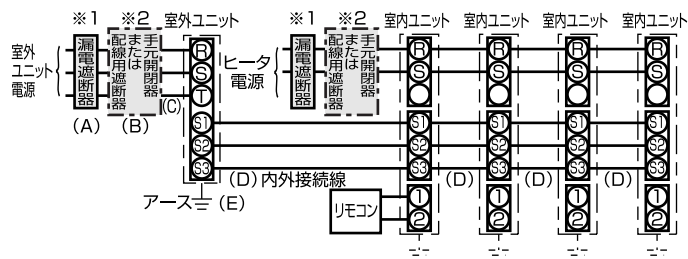 ※1 ※2 室外ユニット ※1 ※2 室内ユニット 室内ユニット 室内ユニット 室内ユニット
室外
ユニット
電源
漏電遮断器
手元開閉器
または
配線用遮断器
(A)
(B)
(C)
R
S
T
S1
S2
S3
ヒータ
電源
漏電遮断器
手元開閉器
または
配線用遮断器
R R R R
S S S S
S1 S1 S1 S1
S2 S2 S2 S2
S3 S3 S3 S3
(D)内外接続線 (D) (D) (D)
アース (E)
リモコン
1 1 1 1
2 2 2 2